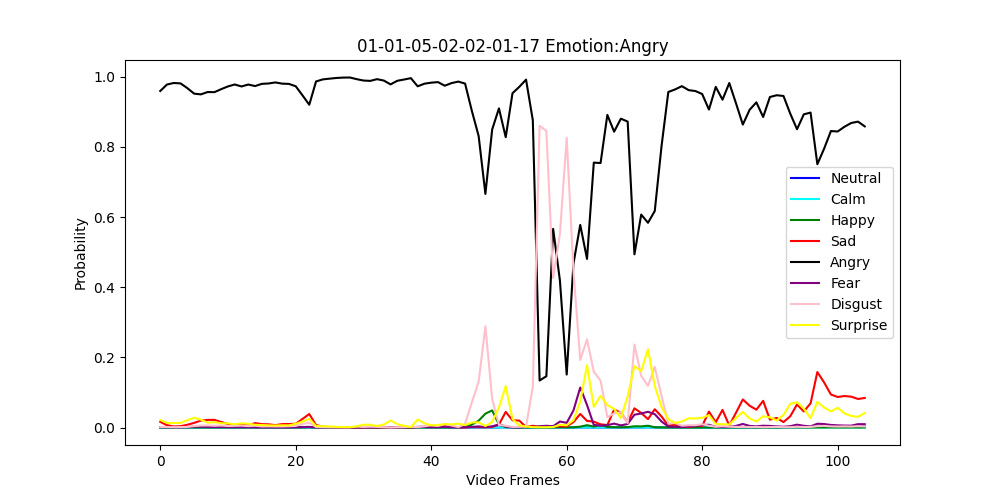 01-01-05-02-02-01-17 Emotion:Angry
1.0
0.8
0.6
0.4
0.2
0.0
Probability
0
20
40
60
80
100
Video Frames
Neutral
Calm
Happy
Sad
Angry
Fear
Disgust
Surprise